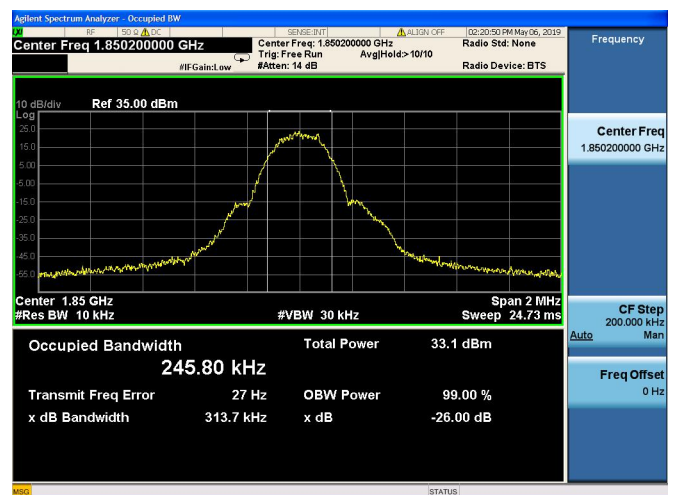 Agilent Spectrum Analyzer - Occupied BW
RF 50 Ω DC SENSE:INT ALIGN OFF 02:20:50 PM May 06, 2019
Center Freq 1.850200000 GHz
Center Freq: 1.850200000 GHz Radio Std: None
Trig: Free Run Avg|Hold:>10/10
#IFGain:Low #Atten: 14 dB Radio Device: BTS
10 dB/div Ref 35.00 dBm
Log
25.0
15.0
5.00
-5.00
-15.0
-25.0
-35.0
-45.0
-55.0
Center 1.85 GHz Span 2 MHz
#Res BW 10 kHz #VBW 30 kHz Sweep 24.73 ms
Occupied Bandwidth Total Power 33.1 dBm
245.80 kHz
Transmit Freq Error 27 Hz OBW Power 99.00 %
x dB Bandwidth 313.7 kHz x dB -26.00 dB
MSG STATUS
Frequency
Center Freq
1.850200000 GHz
CF Step
200.000 kHz
Auto Man
Freq Offset
0 Hz